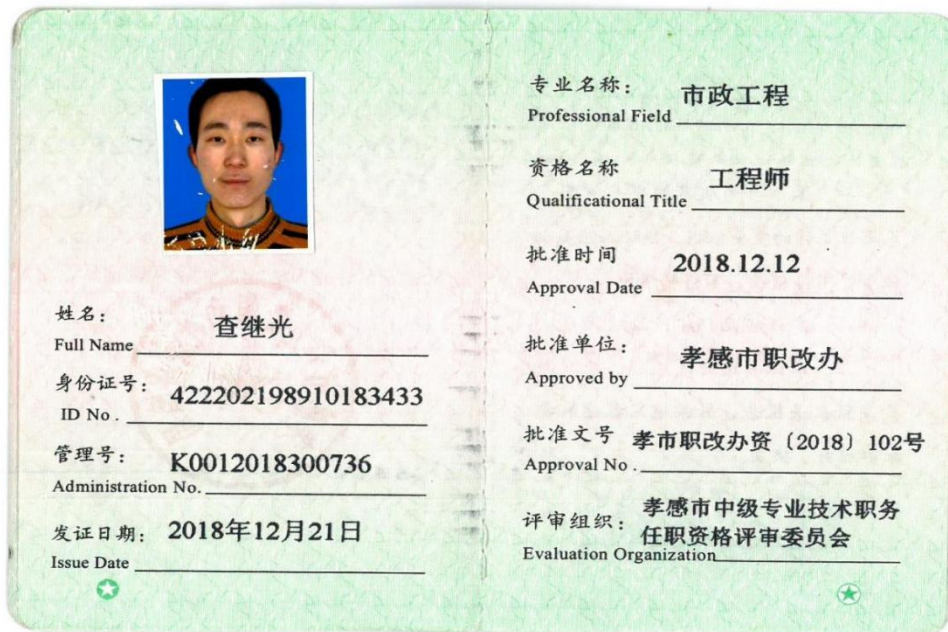 姓名：
查继光
Full Name
身份证号：
422202198910183433
ID No .
管理号：
K0012018300736
Administration No.
发证日期：
2018年12月21日
Issue Date
专业名称：
市政工程
Professional Field
资格名称
工程师
Qualificational Title
批准时间
2018.12.12
Approval Date
批准单位：
孝感市职改办
Approved by
批准文号
孝市职改办资〔2018〕102号
Approval No .
评审组织：
孝感市中级专业技术职务
任职资格评审委员会
Evaluation Organization